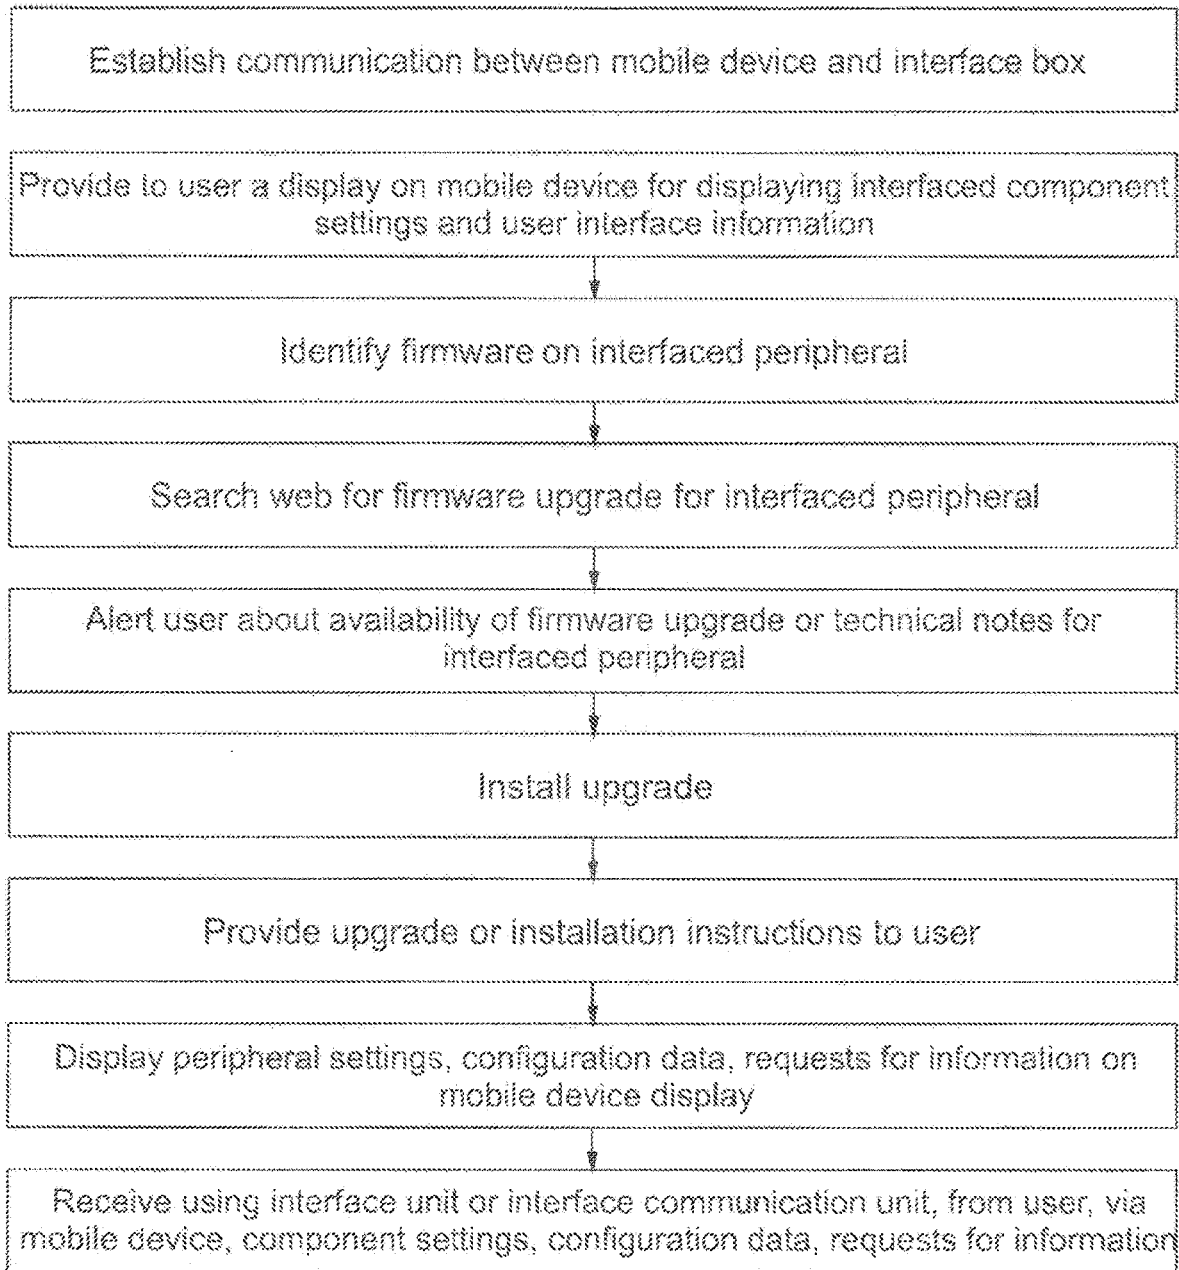 Establish communication between mobile device and interface box
Provide to user a display on mobile device for displaying interfaced component
settings and user interface information
Identify firmware on interfaced peripheral
Search web for firmware upgrade for interfaced peripheral
Alert user about availability of firmware upgrade or technical notes for
interfaced peripheral
Install upgrade
Provide upgrade or installation instructions to user
Display peripheral settings, configuration data, requests for information on
mobile device display
Receive using interface unit or interface communication unit, from user, via
mobile device, component settings, configuration data, requests for information